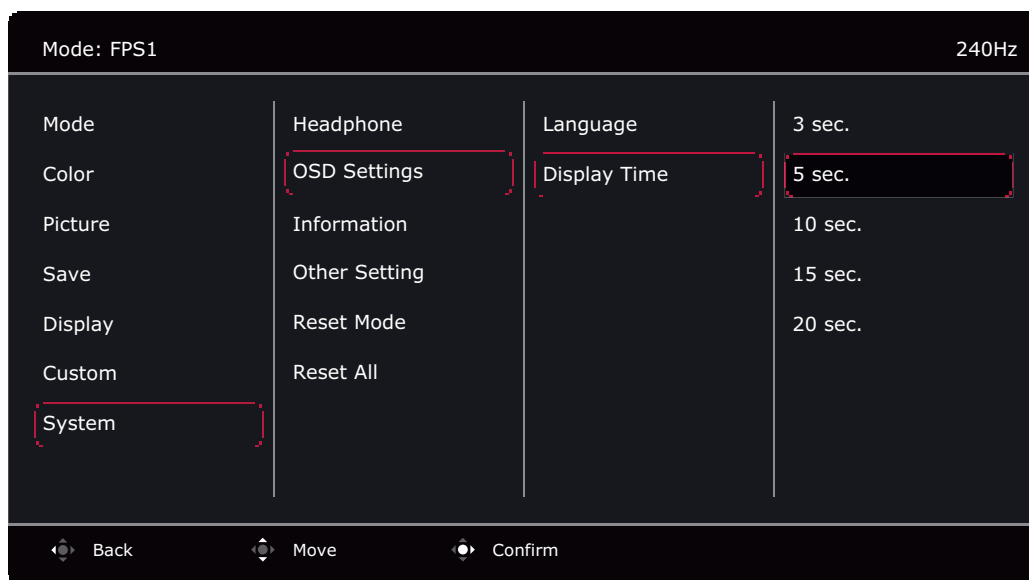 Mode: FPS1
240Hz
Mode
Color
Picture
Save
Display
Custom
System
Headphone
OSD Settings
Information
Other Setting
Reset Mode
Reset All
Language
Display Time
3 sec.
5 sec.
10 sec.
15 sec.
20 sec.
Back
Move
Confirm